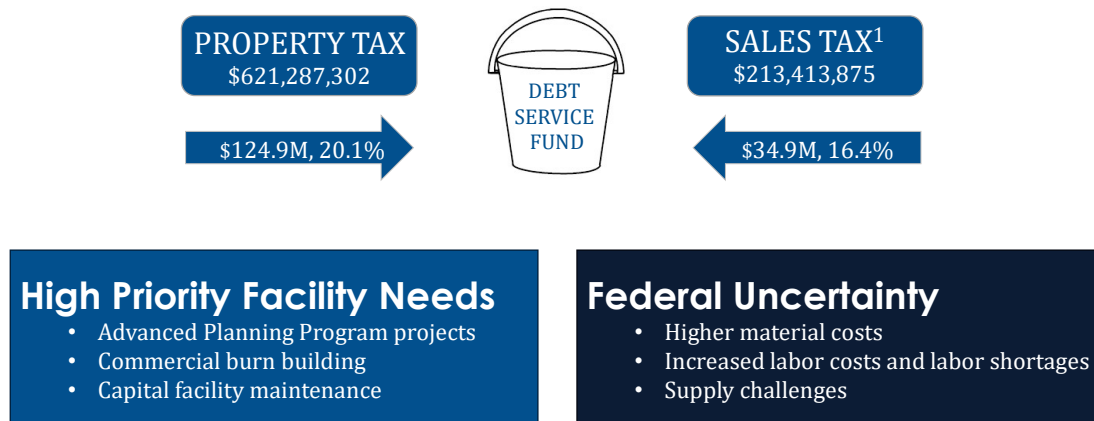 PROPERTY TAX
$621,287,302
$124.9M, 20.1%
DEBT
SERVICE
FUND
SALES TAX¹
$213,413,875
$34.9M, 16.4%
High Priority Facility Needs
• Advanced Planning Program projects
• Commercial burn building
• Capital facility maintenance
Federal Uncertainty
• Higher material costs
• Increased labor costs and labor shortages
• Supply challenges